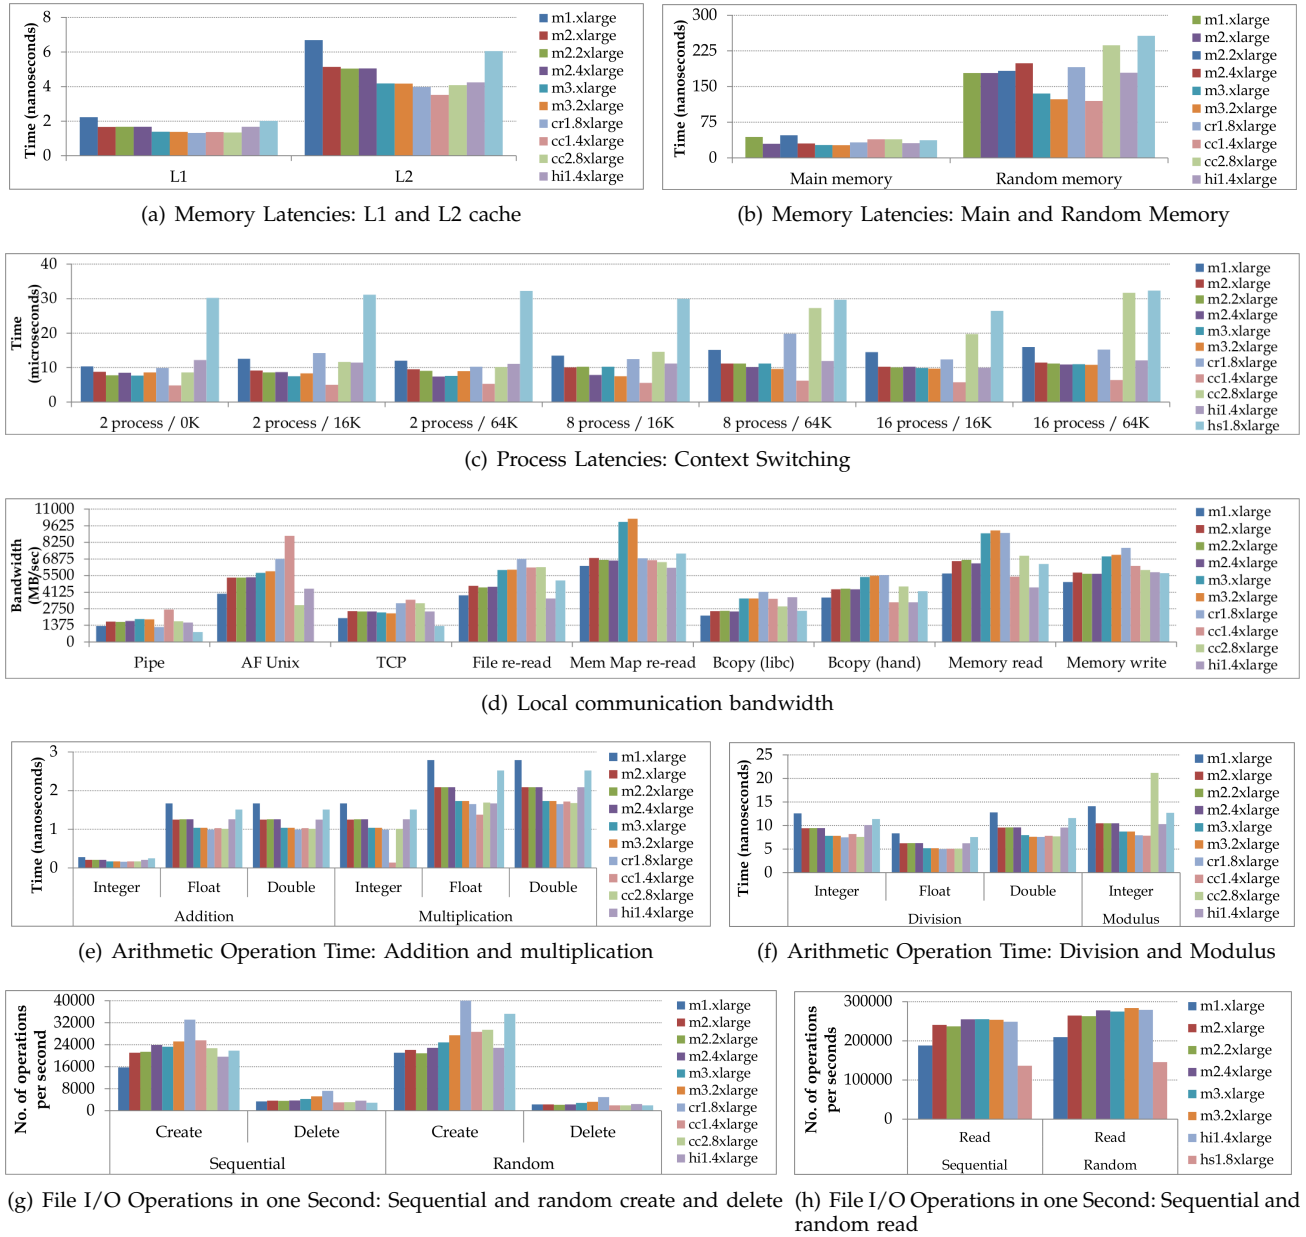 Time (nanoseconds)
8
6
4
2
0
L1
L2
m1.xlarge
m2.xlarge
m2.2xlarge
m2.4xlarge
m3.xlarge
m3.2xlarge
cr1.8xlarge
cc1.4xlarge
cc2.8xlarge
hi1.4xlarge
(a) Memory Latencies: L1 and L2 cache
Time (nanoseconds)
300
225
150
75
0
Main memory
Random memory
m1.xlarge
m2.xlarge
m2.2xlarge
m2.4xlarge
m3.xlarge
m3.2xlarge
cr1.8xlarge
cc1.4xlarge
cc2.8xlarge
hi1.4xlarge
(b) Memory Latencies: Main and Random Memory
Time
(microseconds)
40
30
20
10
0
2 process / 0K
2 process / 16K
2 process / 64K
8 process / 16K
8 process / 64K
16 process / 16K
16 process / 64K
m1.xlarge
m2.xlarge
m2.2xlarge
m2.4xlarge
m3.xlarge
m3.2xlarge
cr1.8xlarge
cc1.4xlarge
cc2.8xlarge
hi1.4xlarge
hs1.8xlarge
(c) Process Latencies: Context Switching
Bandwidth
(MB/sec)
11000
9625
8250
6875
5500
4125
2750
1375
0
Pipe
AF Unix
TCP
File re-read
Mem Map re-read
Bcopy (libc)
Bcopy (hand)
Memory read
Memory write
m1.xlarge
m2.xlarge
m2.2xlarge
m2.4xlarge
m3.xlarge
m3.2xlarge
cr1.8xlarge
cc1.4xlarge
cc2.8xlarge
hi1.4xlarge
(d) Local communication bandwidth
Time (nanoseconds)
3
2
1
0
Integer
Float
Double
Integer
Float
Double
Addition
Multiplication
m1.xlarge
m2.xlarge
m2.2xlarge
m2.4xlarge
m3.xlarge
m3.2xlarge
cr1.8xlarge
cc1.4xlarge
cc2.8xlarge
hi1.4xlarge
(e) Arithmetic Operation Time: Addition and multiplication
Time (nanoseconds)
25
20
15
10
5
0
Integer
Float
Double
Integer
Division
Modulus
m1.xlarge
m2.xlarge
m2.2xlarge
m2.4xlarge
m3.xlarge
m3.2xlarge
cr1.8xlarge
cc1.4xlarge
cc2.8xlarge
hi1.4xlarge
(f) Arithmetic Operation Time: Division and Modulus
No. of operations
per second
40000
32000
24000
16000
8000
0
Create
Delete
Create
Delete
Sequential
Random
m1.xlarge
m2.xlarge
m2.2xlarge
m2.4xlarge
m3.xlarge
m3.2xlarge
cr1.8xlarge
cc1.4xlarge
cc2.8xlarge
hi1.4xlarge
(g) File I/O Operations in one Second: Sequential and random create and delete
No. of operations
per seconds
300000
200000
100000
0
Read
Read
Sequential
Random
m1.xlarge
m2.xlarge
m2.2xlarge
m2.4xlarge
m3.xlarge
m3.2xlarge
hi1.4xlarge
hs1.8xlarge
(h) File I/O Operations in one Second: Sequential and
random read